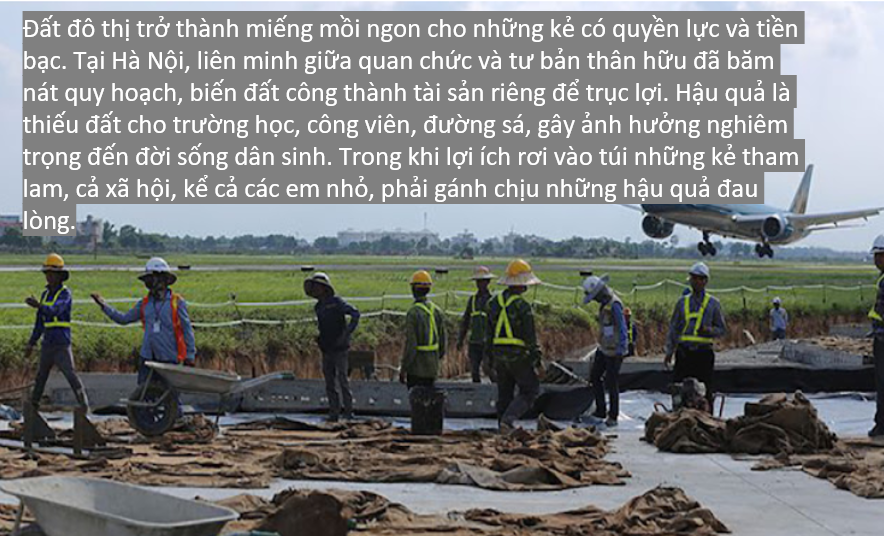 Đất đô thị trở thành miếng mồi ngon cho những kẻ có quyền lực và tiền
bạc. Tại Hà Nội, liên minh giữa quan chức và tư bản thân hữu đã băm
nát quy hoạch, biến đất công thành tài sản riêng để trục lợi. Hậu quả là
thiếu đất cho trường học, công viên, đường sá, gây ảnh hưởng nghiêm
trọng đến đời sống dân sinh. Trong khi lợi ích rơi vào túi những kẻ tham
lam, cả xã hội, kể cả các em nhỏ, phải gánh chịu những hậu quả đau
lòng.